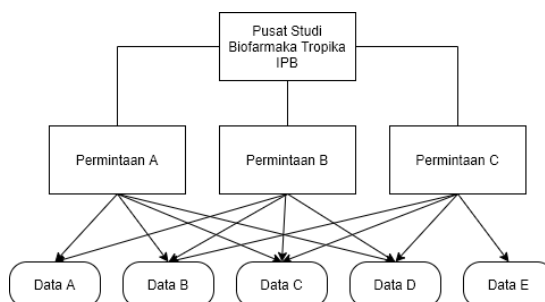 Pusat Studi
Biofarmaka Tropika
IPB
Permintaan A
Permintaan B
Permintaan C
Data A
Data B
Data C
Data D
Data E